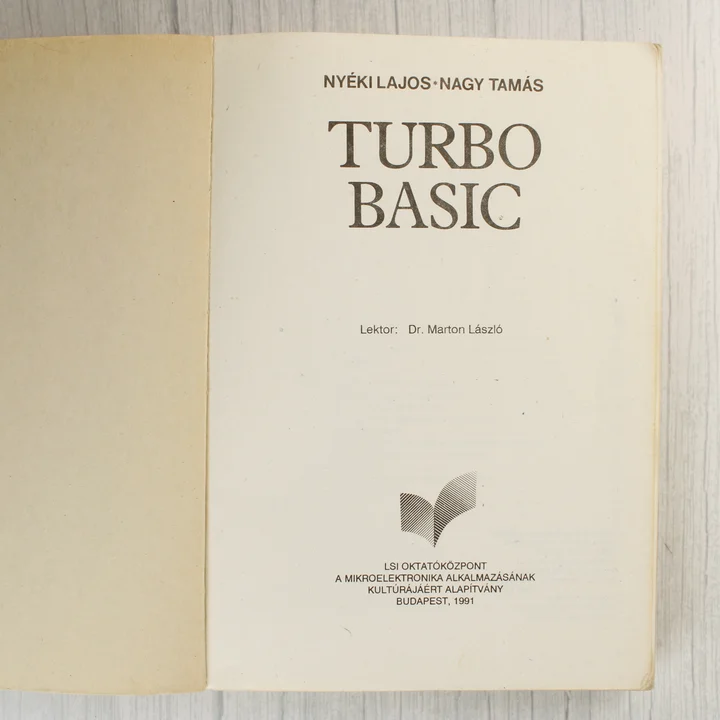 NYÉKI LAJOS•NAGY TAMÁS
TURBO
BASIC
Lektor: Dr. Marton László
LSI OKTATÓKÖZPONT
A MIKROELEKTRONIKA ALKALMAZÁSÁNAK
KULTÚRÁJÁÉRT ALAPÍTVÁNY
BUDAPEST, 1991